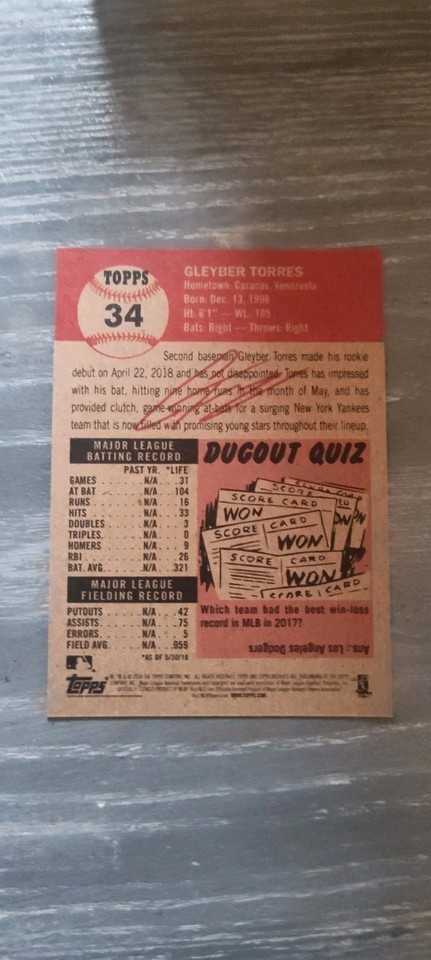 TOPPS
34
GLEYBER TORRES
Hometown: Caracas, Venezuela
Born: Dec. 13, 1996
Ht: 6'1" — Wt.: 185
Bats: Right — Throws: Right
Second baseman Gleyber Torres made his rookie
debut on April 22, 2018 and has not disappointed. Torres has impressed
with his bat, hitting nine home runs in the month of May, and has
provided clutch, game-winning at-bats for a surging New York Yankees
team that is now filled with promising young stars throughout their lineup.
MAJOR LEAGUE
BATTING RECORD
PAST YR. *LIFE
GAMES N/A 31
AT BAT N/A 104
RUNS N/A 16
HITS N/A 33
DOUBLES N/A 3
TRIPLES N/A 0
HOMERS N/A 9
RBI N/A 26
BAT. AVG. N/A .321
MAJOR LEAGUE
FIELDING RECORD
PUTOUTS N/A 42
ASSISTS N/A 75
ERRORS N/A 5
FIELD AVG. N/A .959
*AS OF 5/30/18
DUGOUT QUIZ
SCORE CARD
SCORE CARD
WON
SCORE CARD
WON
SCORE CARD
WON
SCORE CARD
Which team had the best win-loss
record in MLB in 2017?
Ans.: Los Angeles Dodgers
Topps
WWW.TOPPS.COM